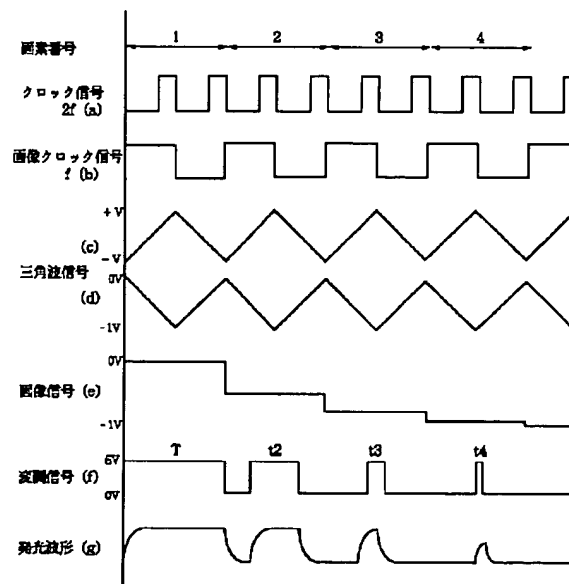 画素番号 1 2 3 4
クロック信号
2f (a)
画像クロック信号
f (b)
+V
(c)
-V
三角波信号
0V
(d)
-1V
0V
画像信号 (e)
-1V
5V T t2 t3 t4
変調信号 (f)
0V
発光波形 (g)